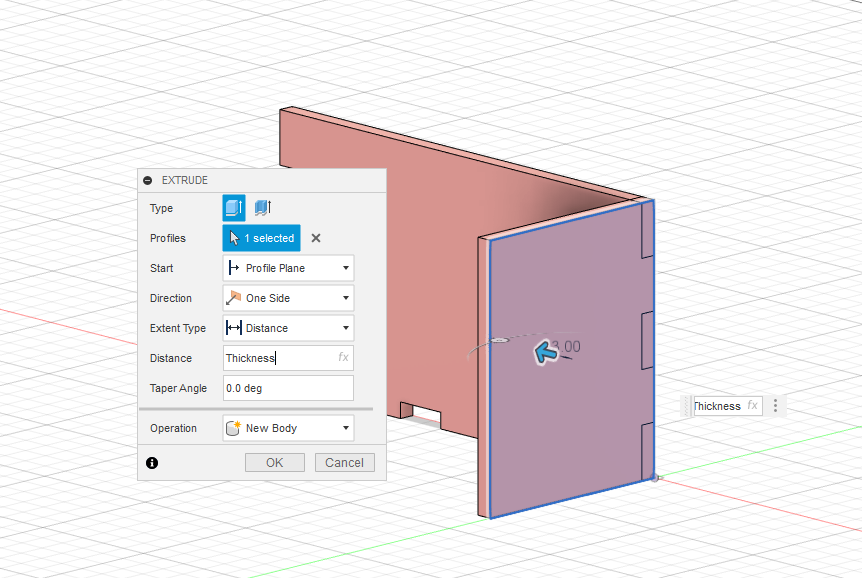 EXTRUDE
Type
Profiles 1 selected
Start Profile Plane
Direction One Side
Extent Type Distance
Distance Thickness fx
Taper Angle 0.0 deg
Operation New Body
OK Cancel
3.00
Thickness fx